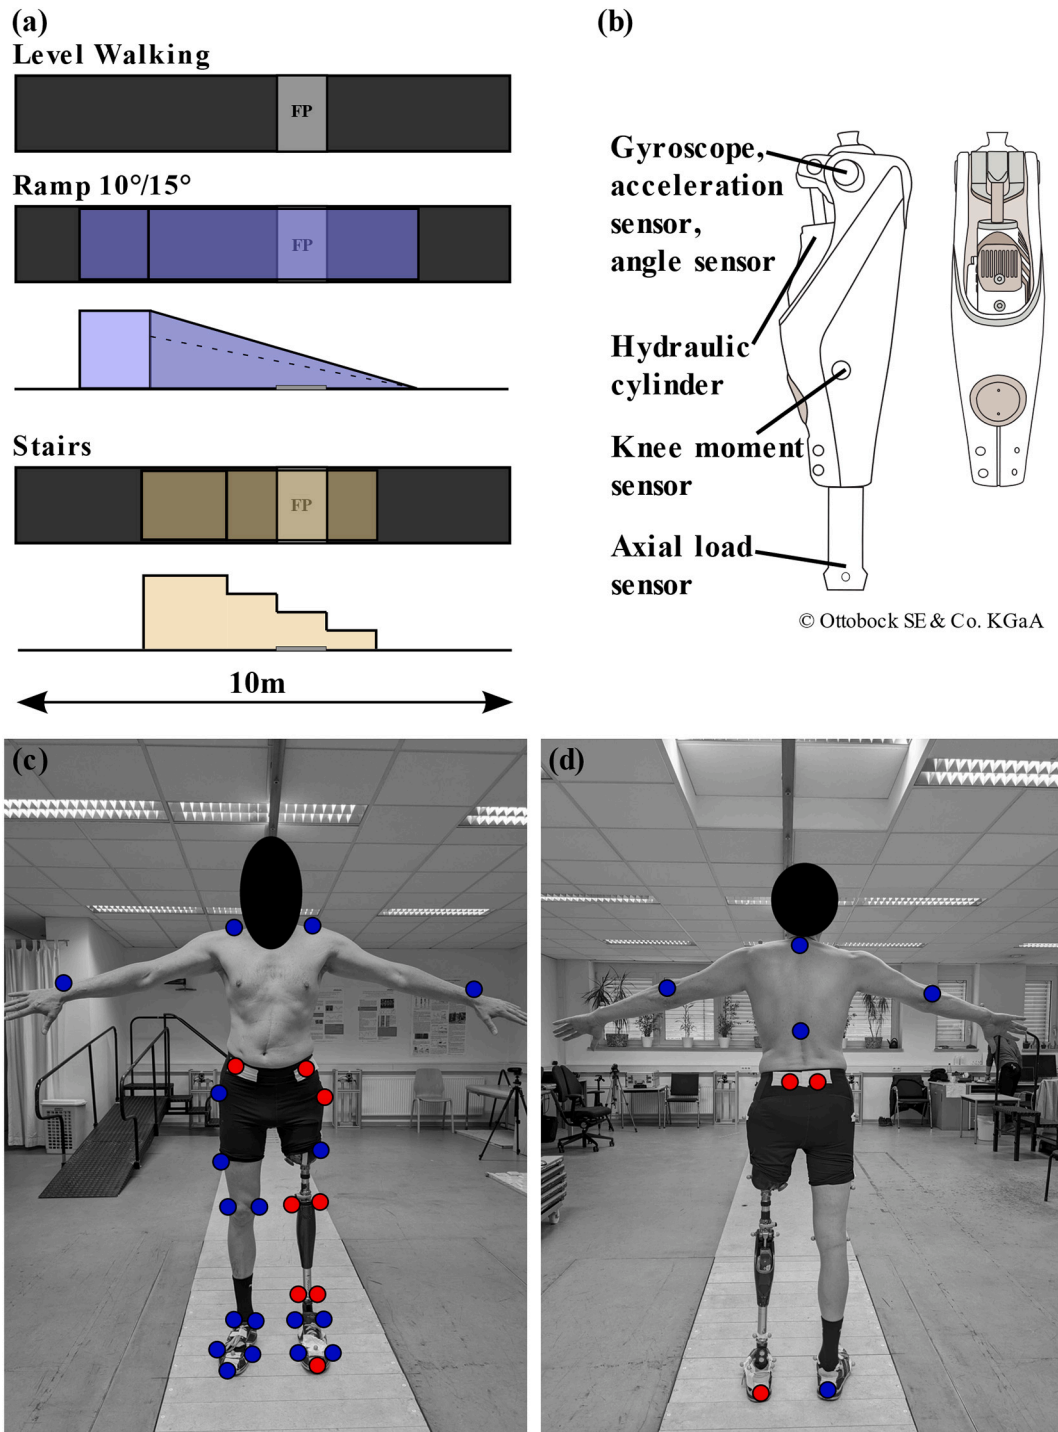 (a)
Level Walking
FP
Ramp 10°/15°
FP
Stairs
FP
10m
(b)
Gyroscope,
acceleration
sensor,
angle sensor
Hydraulic
cylinder
Knee moment
sensor
Axial load
sensor
© Ottobock SE & Co. KGaA
(c)
(d)